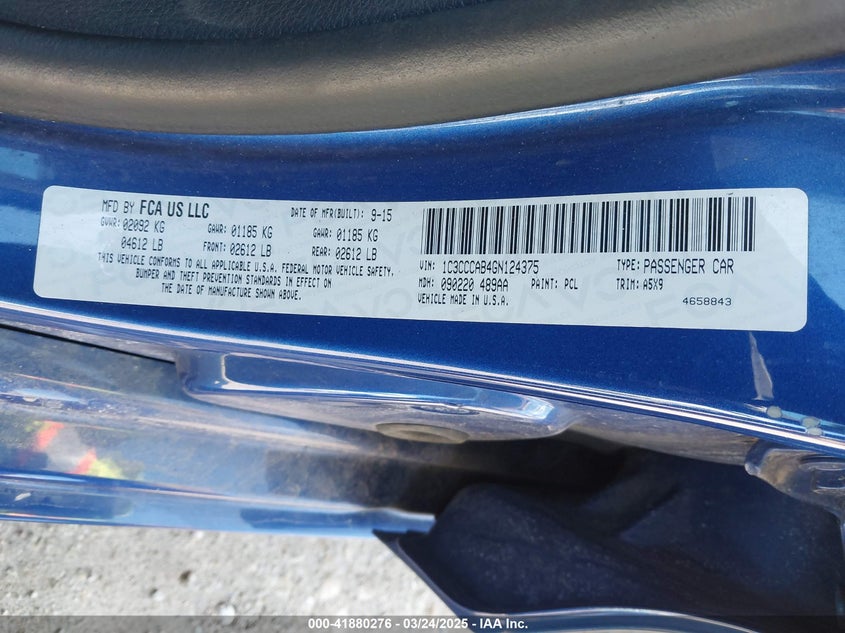 MFD BY FCA US LLC DATE OF MFR(BUILT): 9-15
GVWR: 02092 KG GAWR: 01185 KG GAWR: 01185 KG
04612 LB FRONT: 02612 LB REAR: 02612 LB
THIS VEHICLE CONFORMS TO ALL APPLICABLE U.S.A. FEDERAL MOTOR VEHICLE SAFETY,
BUMPER AND THEFT PREVENTION STANDARDS IN EFFECT ON
THE DATE OF MANUFACTURE SHOWN ABOVE.
VIN: 1C3CCCAB4GN124375 TYPE: PASSENGER CAR
MDH: 090220 489AA PAINT: PCL TRIM: A5X9
VEHICLE MADE IN U.S.A. 4658843
000-41880276 - 03/24/2025 - IAA Inc.